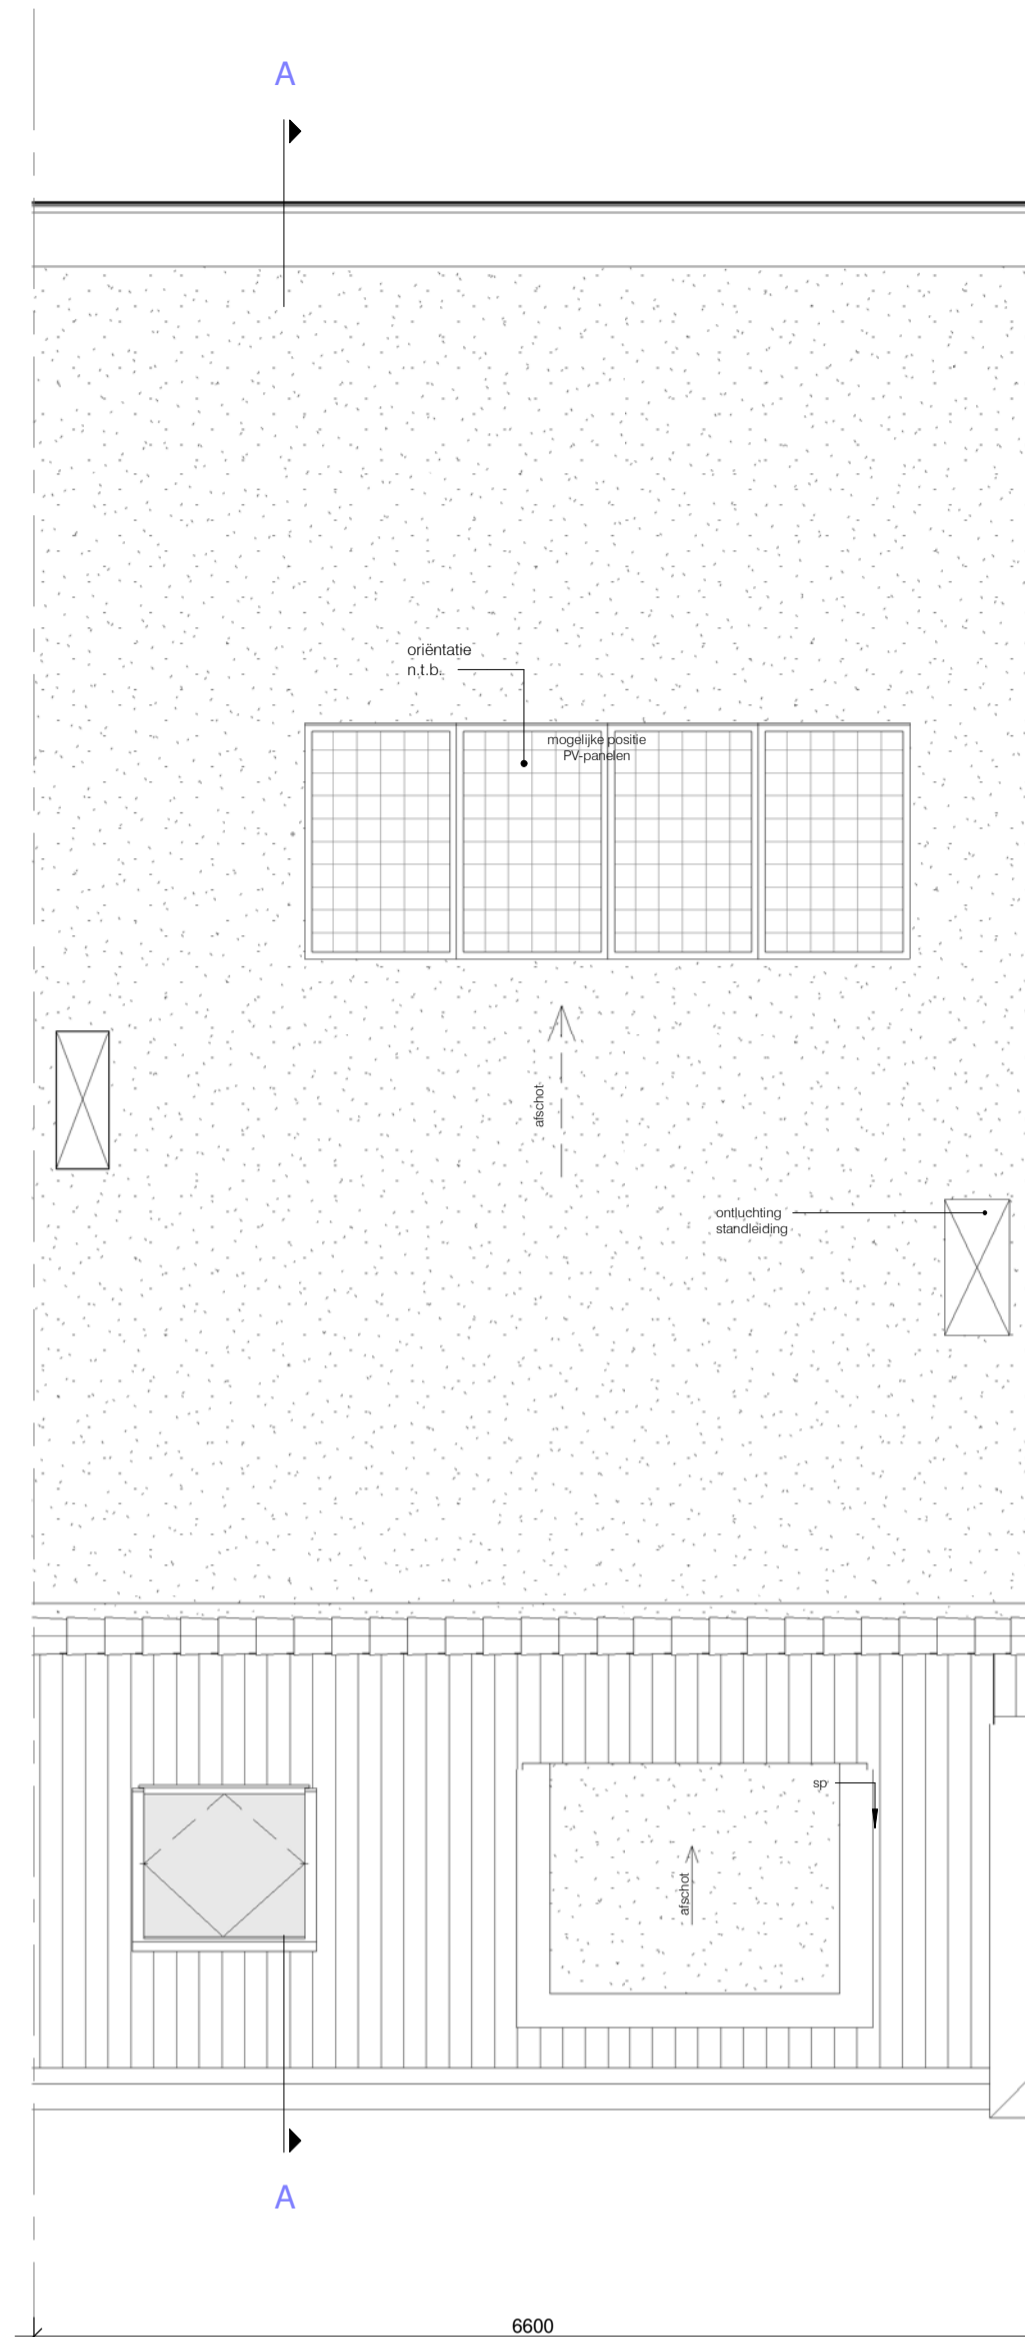 A
oriëntatie
n.t.b.
mogelijke positie
PV-panelen
afschot
ontluchting
standleiding
sp
afschot
A
6600